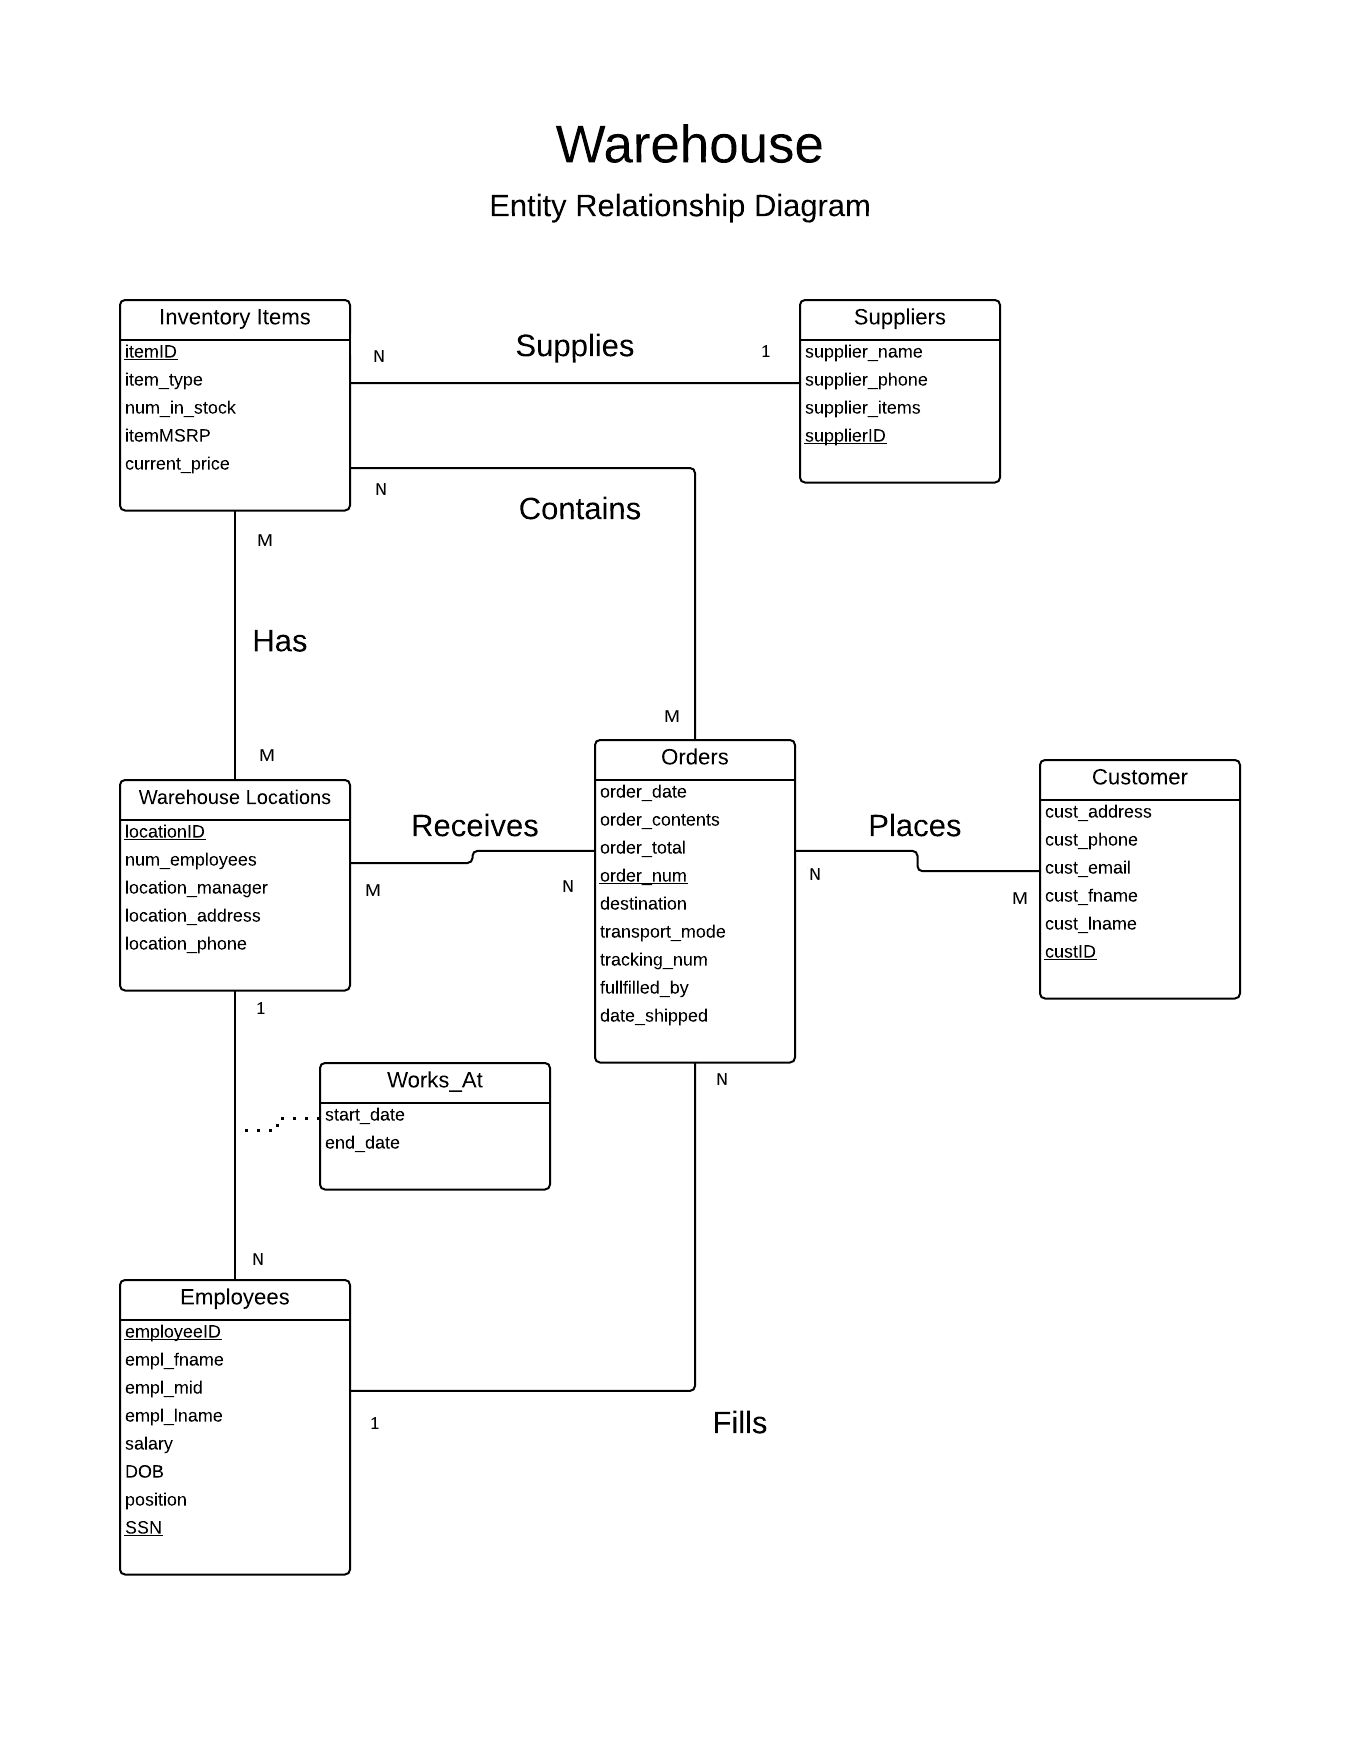 Warehouse
Entity Relationship Diagram
Inventory Items
itemID
item_type
num_in_stock
itemMSRP
current_price
N
Supplies
1
Suppliers
supplier_name
supplier_phone
supplier_items
supplierID
N
Contains
M
M
Has
M
Warehouse Locations
locationID
num_employees
location_manager
location_address
location_phone
Receives
M
N
Orders
order_date
order_contents
order_total
order_num
destination
transport_mode
tracking_num
fullfilled_by
date_shipped
Places
N
M
Customer
cust_address
cust_phone
cust_email
cust_fname
cust_lname
custID
1
Works_At
start_date
end_date
N
N
Employees
employeeID
empl_fname
empl_mid
empl_lname
salary
DOB
position
SSN
1
Fills